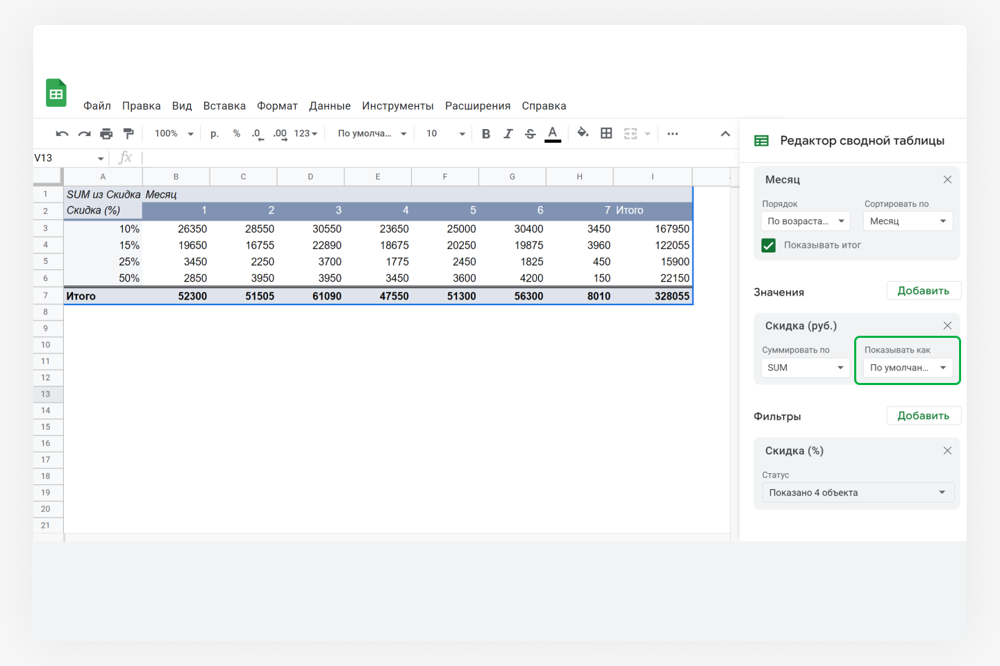 Файл Правка Вид Вставка Формат Данные Инструменты Расширения Справка
100% р. % .0 .00 123 По умолча... 10 B I S A ...
V13 fx
A B C D E F G H I
1 SUM из Скидка Месяц
2 Скидка (%) 1 2 3 4 5 6 7 Итого
3 10% 26350 28550 30550 23650 25000 30400 3450 167950
4 15% 19650 16755 22890 18675 20250 19875 3960 122055
5 25% 3450 2250 3700 1775 2450 1825 450 15900
6 50% 2850 3950 3950 3450 3600 4200 150 22150
7 Итого 52300 51505 61090 47550 51300 56300 8010 328055
8
9
10
11
12
13
14
15
16
17
18
19
20
21
Редактор сводной таблицы
Месяц
Порядок Сортировать по
По возраста... Месяц
Показывать итог
Значения Добавить
Скидка (руб.)
Суммировать по Показывать как
SUM По умолчан...
Фильтры Добавить
Скидка (%)
Статус
Показано 4 объекта